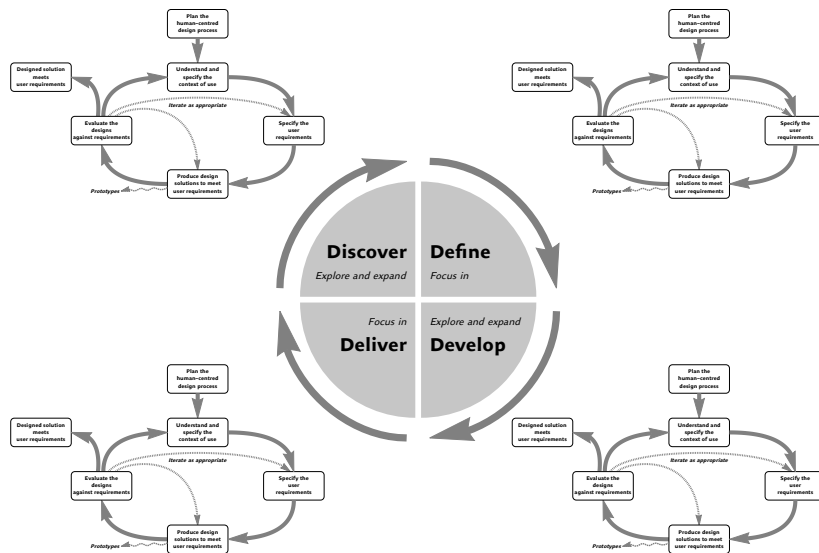 Plan the
human-centred
design process
Designed solution
meets
user requirements
Understand and
specify the
context of use
Iterate as appropriate
Evaluate the
designs
against requirements
Specify the
user
requirements
Produce design
solutions to meet
user requirements
Prototypes
Plan the
human-centred
design process
Designed solution
meets
user requirements
Understand and
specify the
context of use
Iterate as appropriate
Evaluate the
designs
against requirements
Specify the
user
requirements
Produce design
solutions to meet
user requirements
Prototypes
Discover
Explore and expand
Define
Focus in
Focus in
Deliver
Explore and expand
Develop
Plan the
human-centred
design process
Designed solution
meets
user requirements
Understand and
specify the
context of use
Iterate as appropriate
Evaluate the
designs
against requirements
Specify the
user
requirements
Produce design
solutions to meet
user requirements
Prototypes
Plan the
human-centred
design process
Designed solution
meets
user requirements
Understand and
specify the
context of use
Iterate as appropriate
Evaluate the
designs
against requirements
Specify the
user
requirements
Produce design
solutions to meet
user requirements
Prototypes